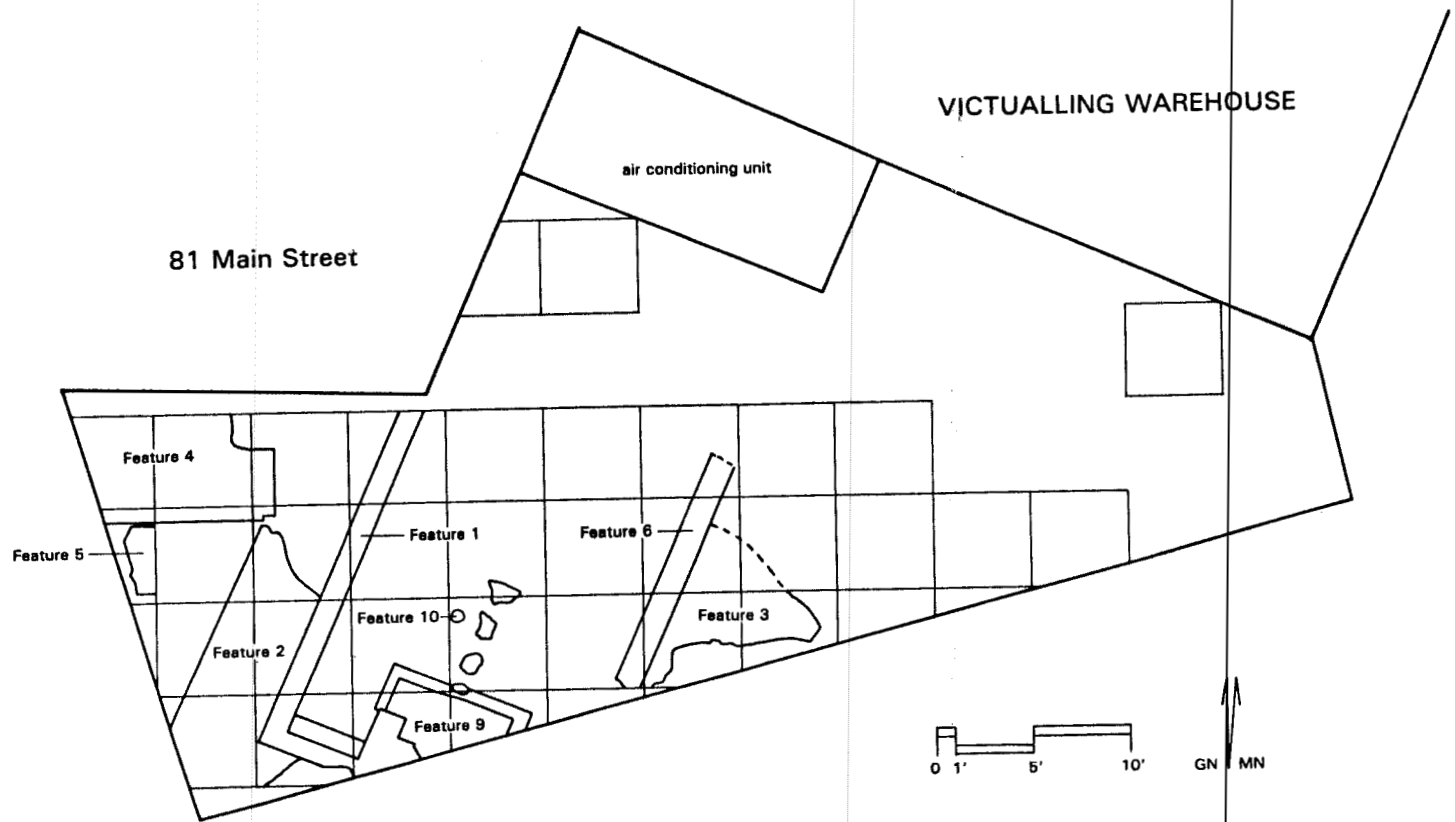 VICTUALLING WAREHOUSE
air conditioning unit
81 Main Street
Feature 4
Feature 1
Feature 6
Feature 5
Feature 10
Feature 3
Feature 2
Feature 9
0 1' 5' 10'
GN MN